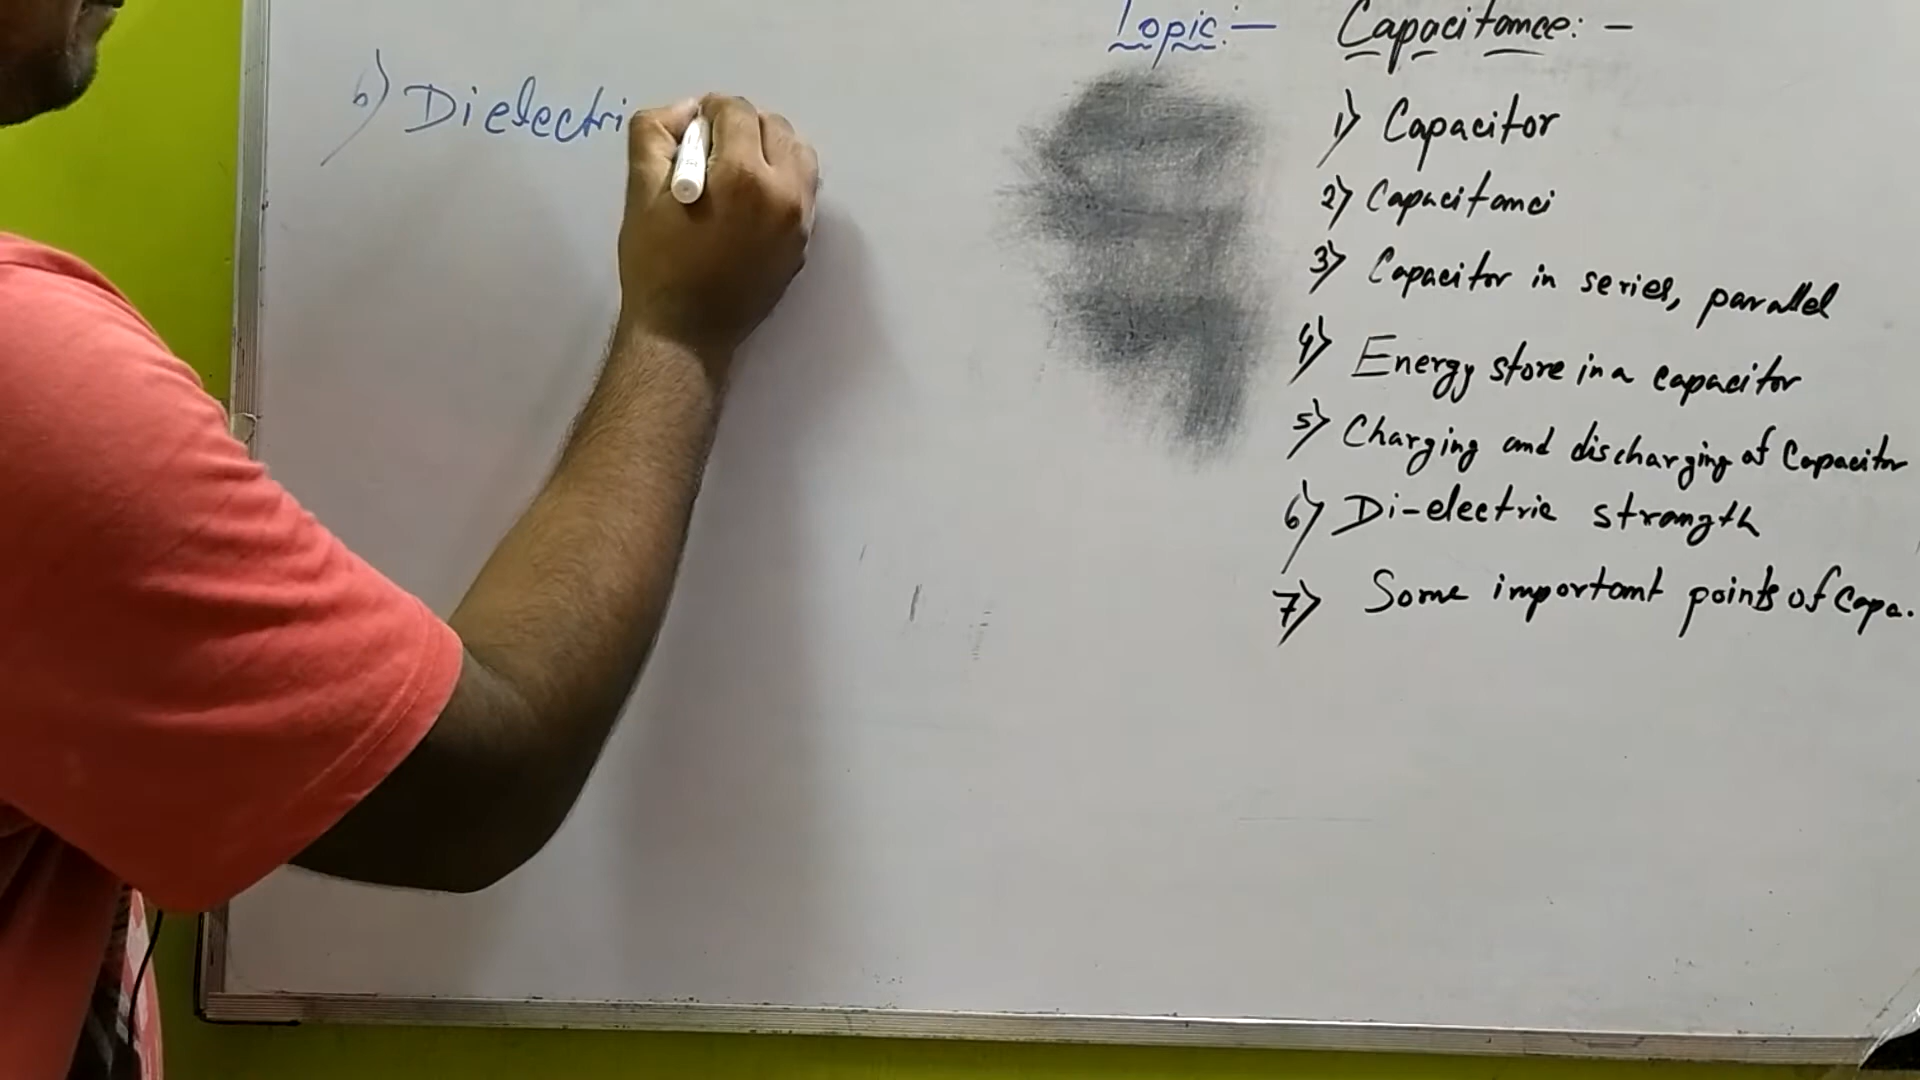 6) Dielectri
Topic:- Capacitance:-
1) Capacitor
2) Capacitanci
3) Capacitor in series, parallel
4) Energy store in a capacitor
5) Charging and discharging of Capacitor
6) Di-electric strangth
7) Some important points of Capa.